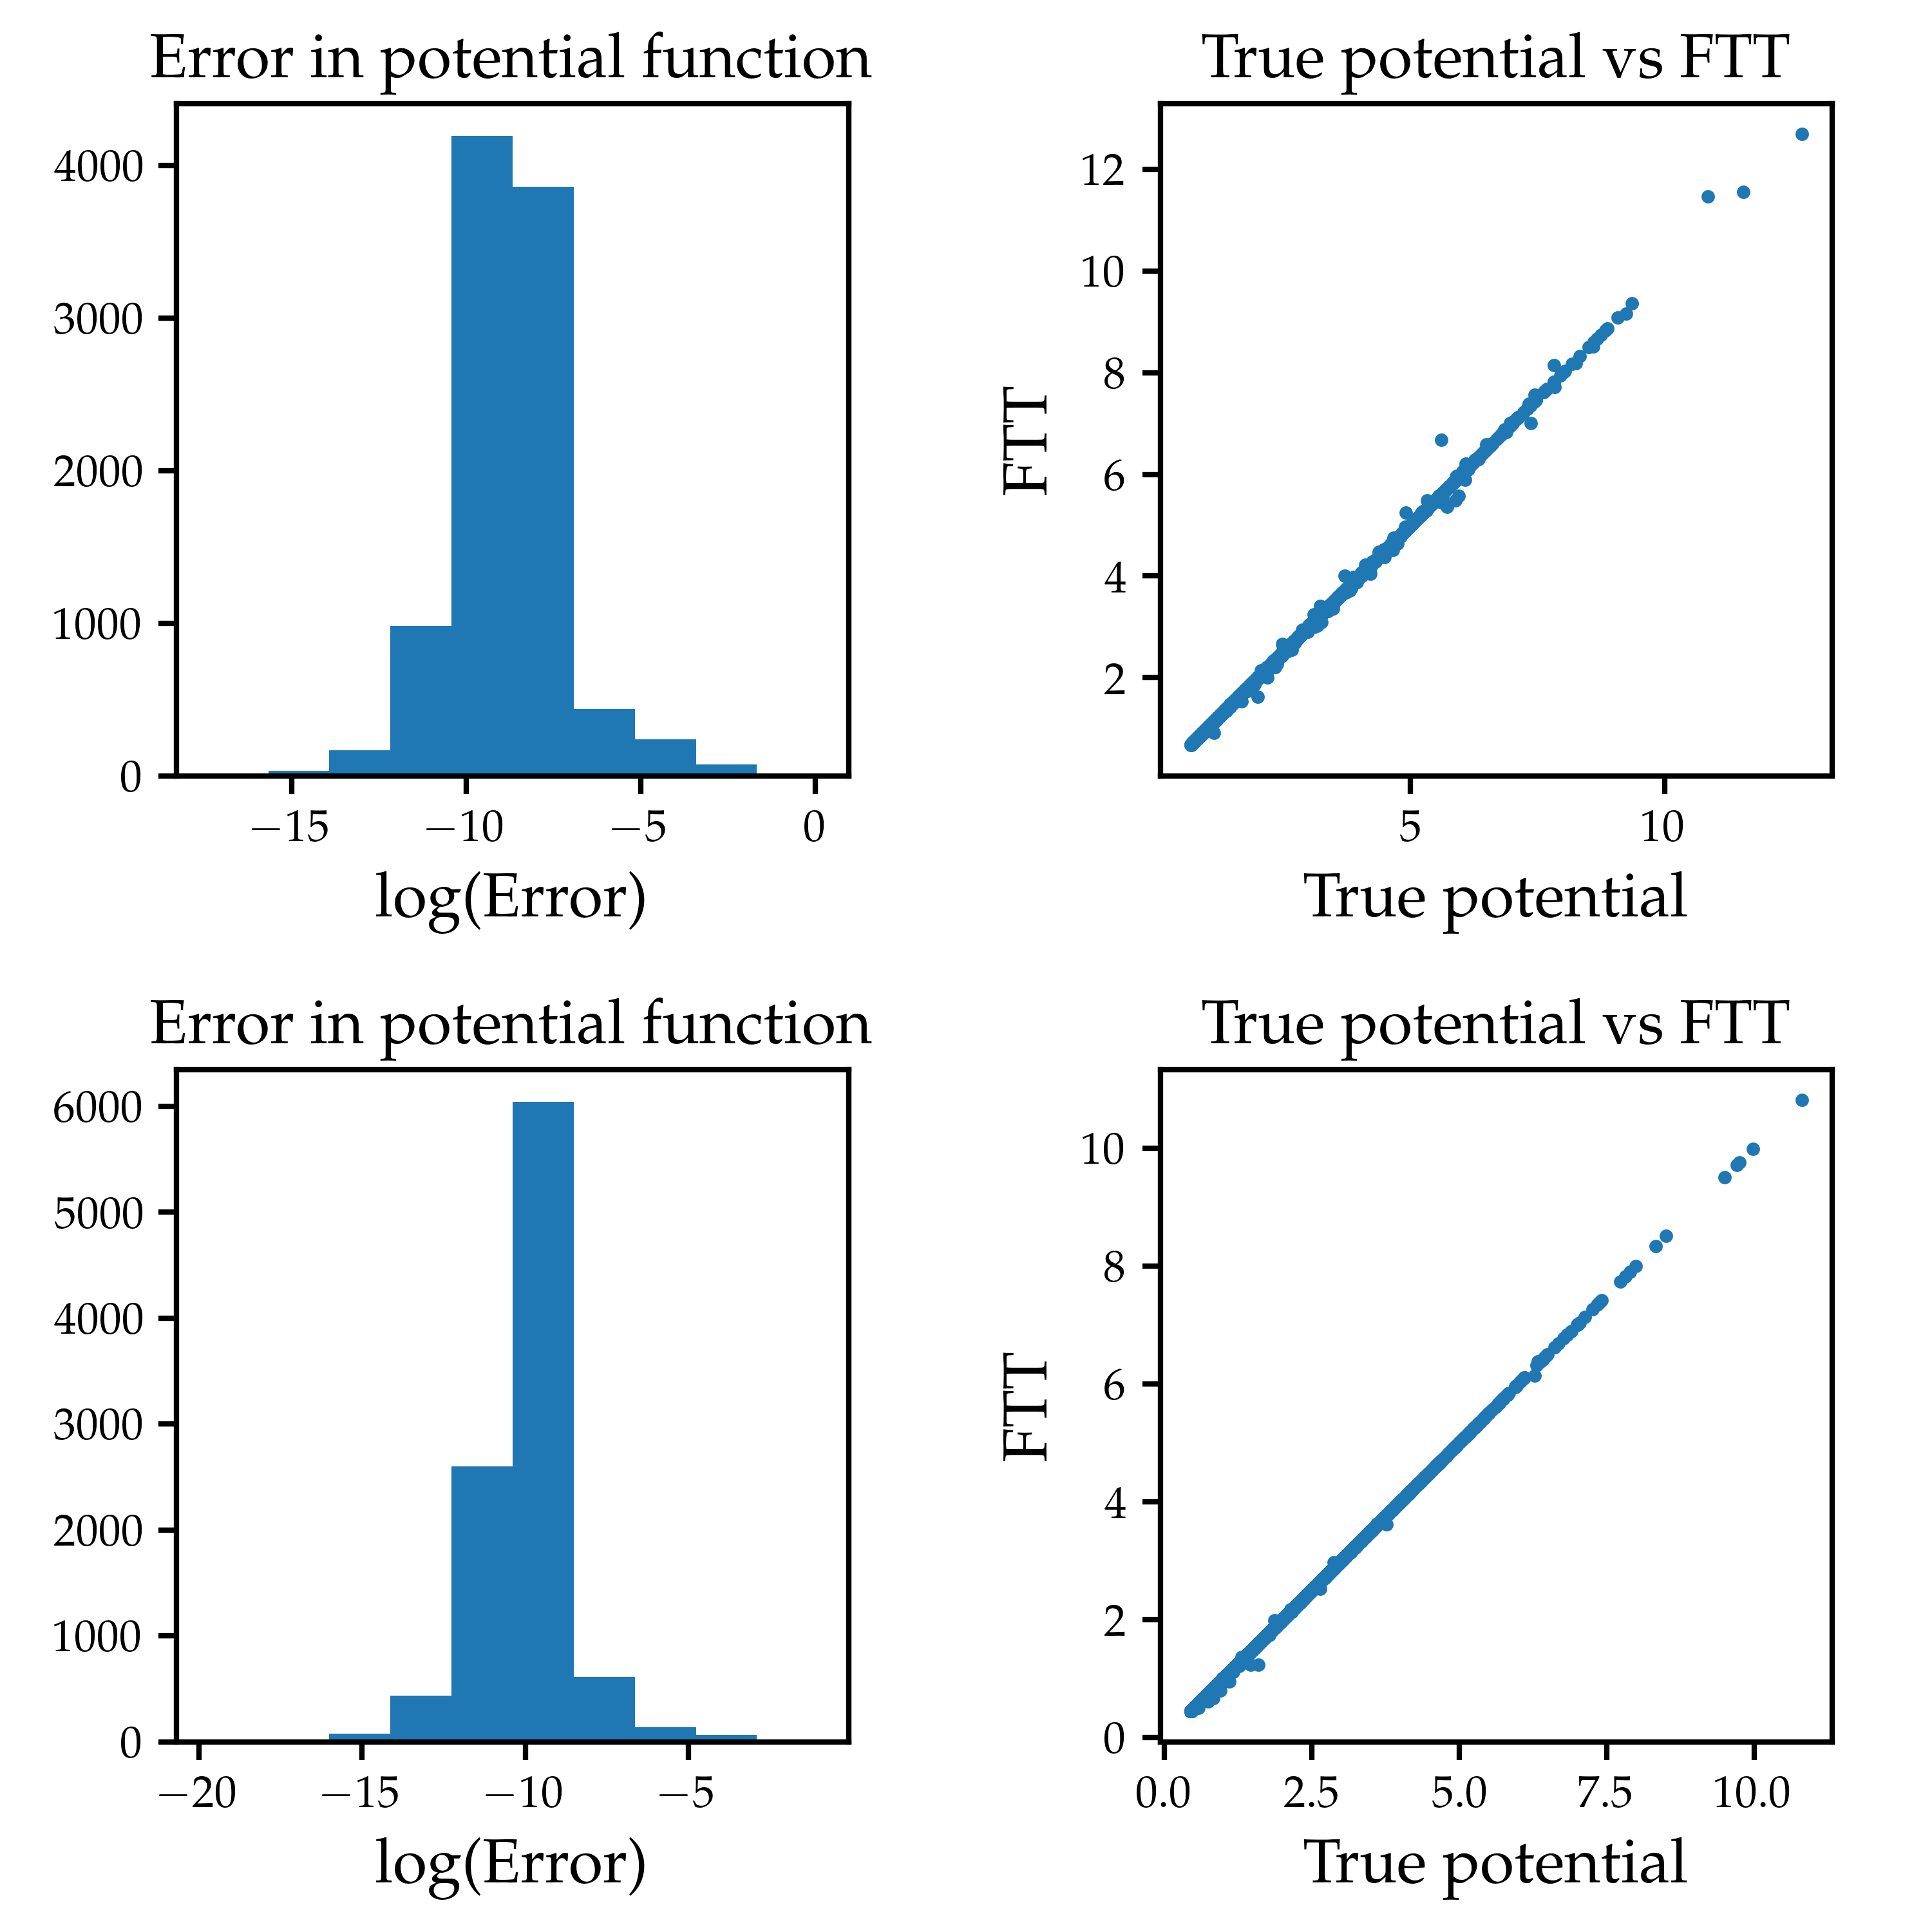 Error in potential function
4000
3000
2000
1000
0
−15 −10 −5 0
log(Error)
True potential vs FTT
12
10
8
6
4
2
FTT
5 10
True potential
Error in potential function
6000
5000
4000
3000
2000
1000
0
−20 −15 −10 −5
log(Error)
True potential vs FTT
10
8
6
4
2
0
FTT
0.0 2.5 5.0 7.5 10.0
True potential